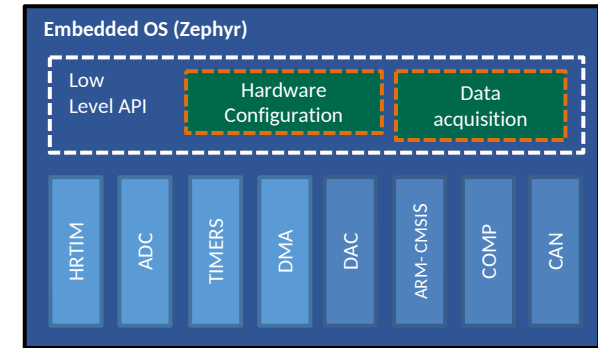 Embedded OS (Zephyr)
Low
Level API
Hardware
Configuration
Data
acquisition
HRTIM
ADC
TIMERS
DMA
DAC
ARM- CMSIS
COMP
CAN